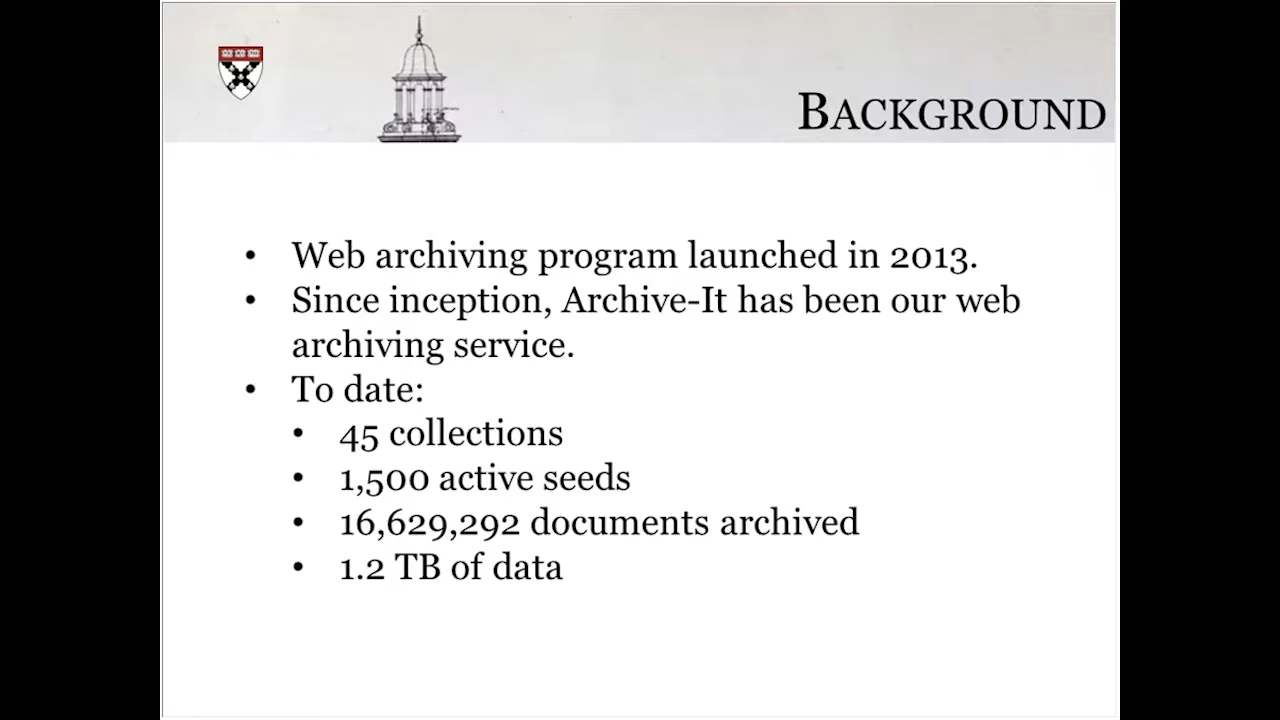 BACKGROUND
• Web archiving program launched in 2013.
• Since inception, Archive-It has been our web
archiving service.
• To date:
• 45 collections
• 1,500 active seeds
• 16,629,292 documents archived
• 1.2 TB of data